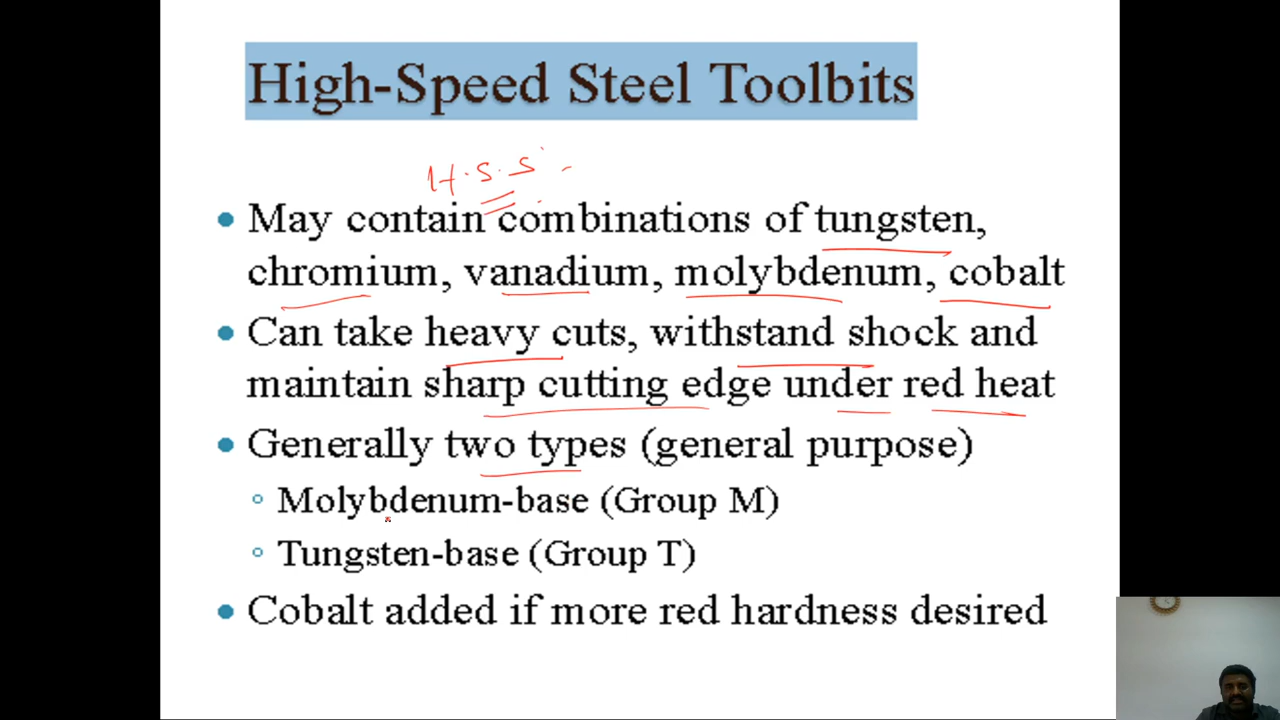 High-Speed Steel Toolbits
H.S.S
• May contain combinations of tungsten,
chromium, vanadium, molybdenum, cobalt
• Can take heavy cuts, withstand shock and
maintain sharp cutting edge under red heat
• Generally two types (general purpose)
◦ Molybdenum-base (Group M)
◦ Tungsten-base (Group T)
• Cobalt added if more red hardness desired